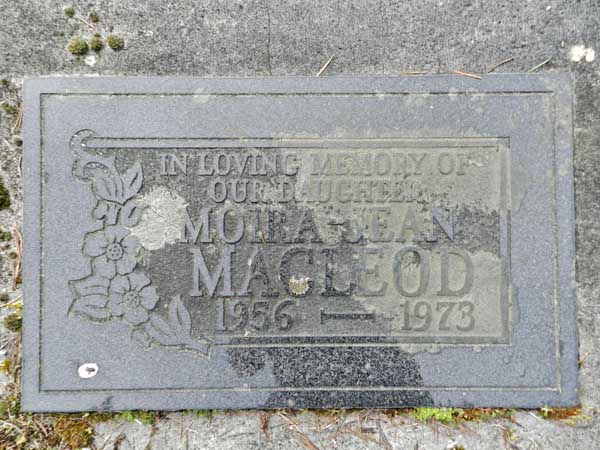 IN LOVING MEMORY OF
OUR DAUGHTER
MOIRA JEAN
MACLEOD
1956 — 1973